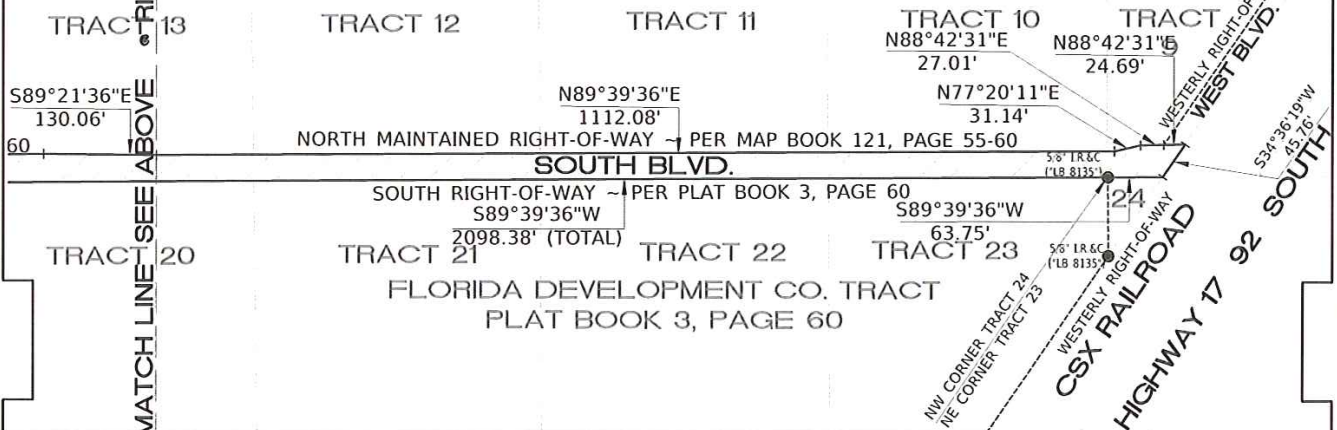 TRACT 13
TRACT 12
TRACT 11
TRACT 10
TRACT
9
N88°42'31"E
27.01'
N88°42'31"E
24.69'
N77°20'11"E
31.14'
S89°21'36"E
130.06'
N89°39'36"E
1112.08'
60
NORTH MAINTAINED RIGHT-OF-WAY ~ PER MAP BOOK 121, PAGE 55-60
SOUTH BLVD.
SOUTH RIGHT-OF-WAY ~ PER PLAT BOOK 3, PAGE 60
S89°39'36"W
2098.38' (TOTAL)
S89°39'36"W
63.75'
5/8" I.R.&C
("LB 8135")
24
5/8" I.R.&C
("LB 8135")
TRACT 20
TRACT 21
TRACT 22
TRACT 23
FLORIDA DEVELOPMENT CO. TRACT
PLAT BOOK 3, PAGE 60
MATCH LINE SEE ABOVE
WESTERLY RIGHT-OF
WEST BLVD.
S34°36'19"W
45.76'
NW CORNER TRACT 24
NE CORNER TRACT 23
WESTERLY RIGHT-OF-WAY
CSX RAILROAD
HIGHWAY 17 92 SOUTH